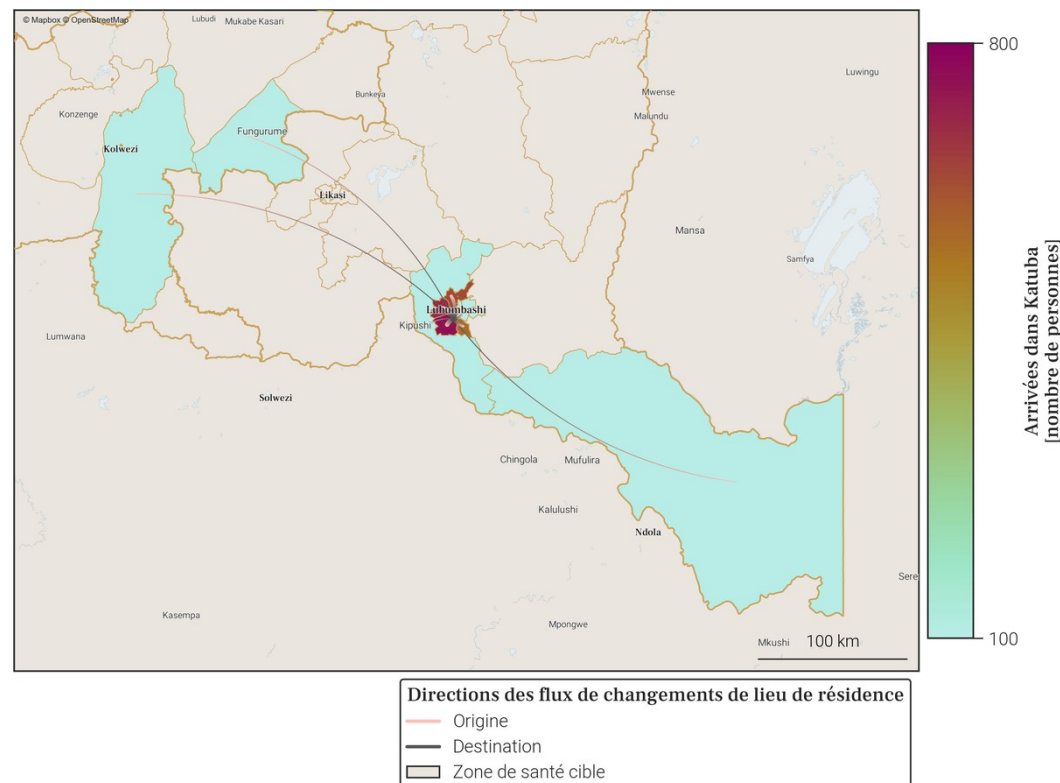 © Mapbox © OpenStreetMap
Lubudi
Mukabe Kasari
Luwingu
Bunkeya
Mwense
Konzenge
Malundu
Fungurume
Kolwezi
Likasi
Mansa
Samfya
Lubumbashi
Kipushi
Lumwana
Solwezi
Chingola
Mufulira
Kalulushi
Ndola
Sere
Kasempa
Mpongwe
Mkushi
100 km
800
100
Arrivées dans Katuba
[nombre de personnes]
Directions des flux de changements de lieu de résidence
Origine
Destination
Zone de santé cible